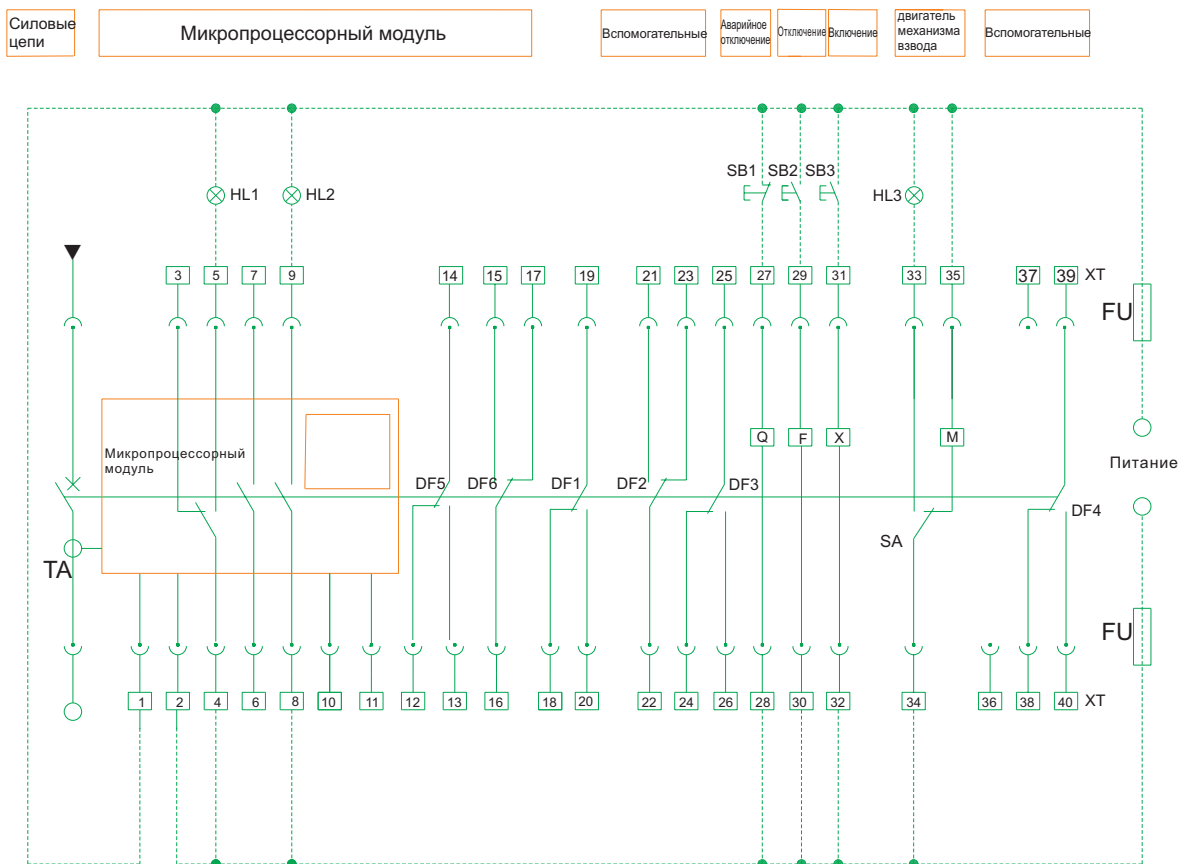 Силовые
цепи
Микропроцессорный модуль
Вспомогательные
Аварийное
отключение
Отключение
Включение
двигатель
механизма
взвода
Вспомогательные
SB1 SB2 SB3
HL1 HL2 HL3
3 5 7 9 14 15 17 19 21 23 25 27 29 31 33 35 37 39 XT
FU
Q F X M
Микропроцессорный
модуль
Питание
DF5 DF6 DF1 DF2 DF3 DF4
SA
TA
FU
1 2 4 6 8 10 11 12 13 16 18 20 22 24 26 28 30 32 34 36 38 40 XT